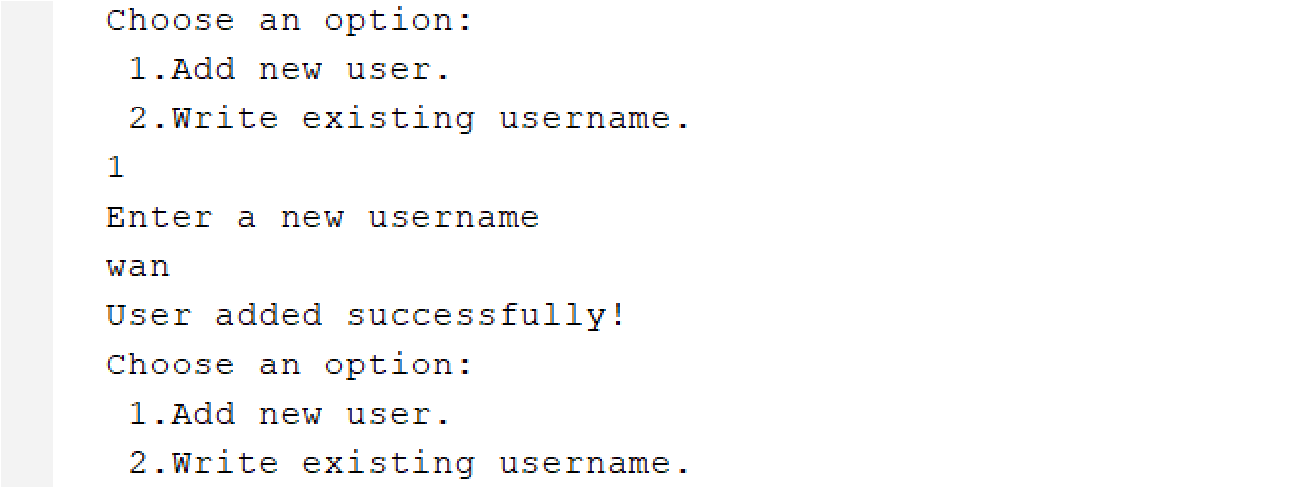 Choose an option:
1.Add new user.
2.Write existing username.
1
Enter a new username
wan
User added successfully!
Choose an option:
1.Add new user.
2.Write existing username.